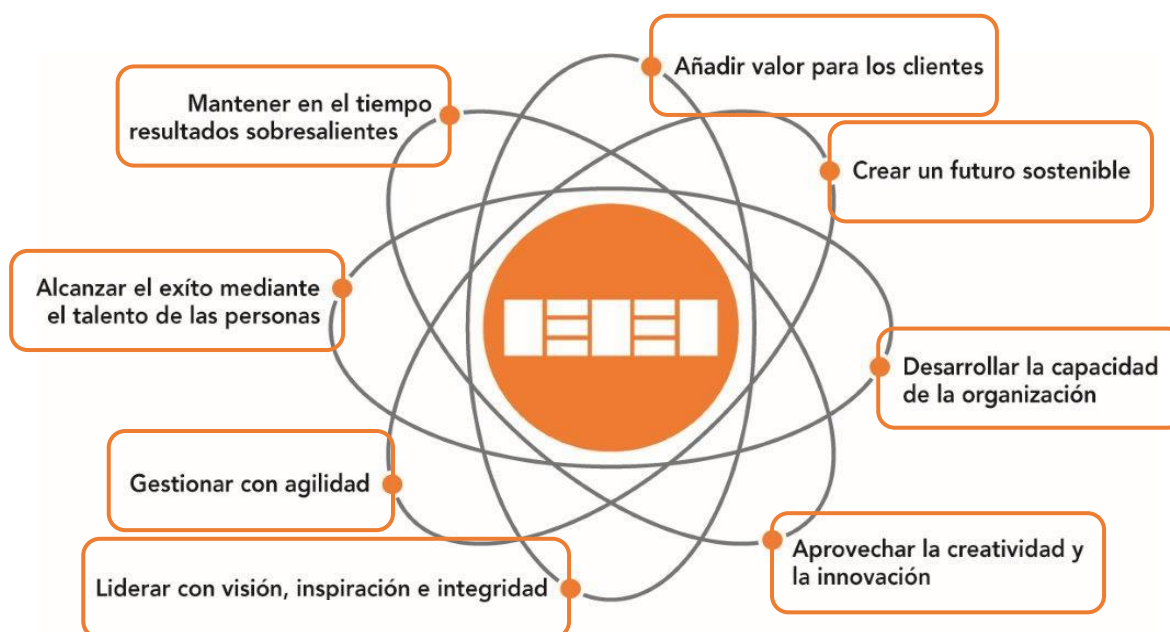 Añadir valor para los clientes
Mantener en el tiempo
resultados sobresalientes
Crear un futuro sostenible
Alcanzar el exíto mediante
el talento de las personas
Desarrollar la capacidad
de la organización
Gestionar con agilidad
Aprovechar la creatividad y
la innovación
Liderar con visión, inspiración e integridad